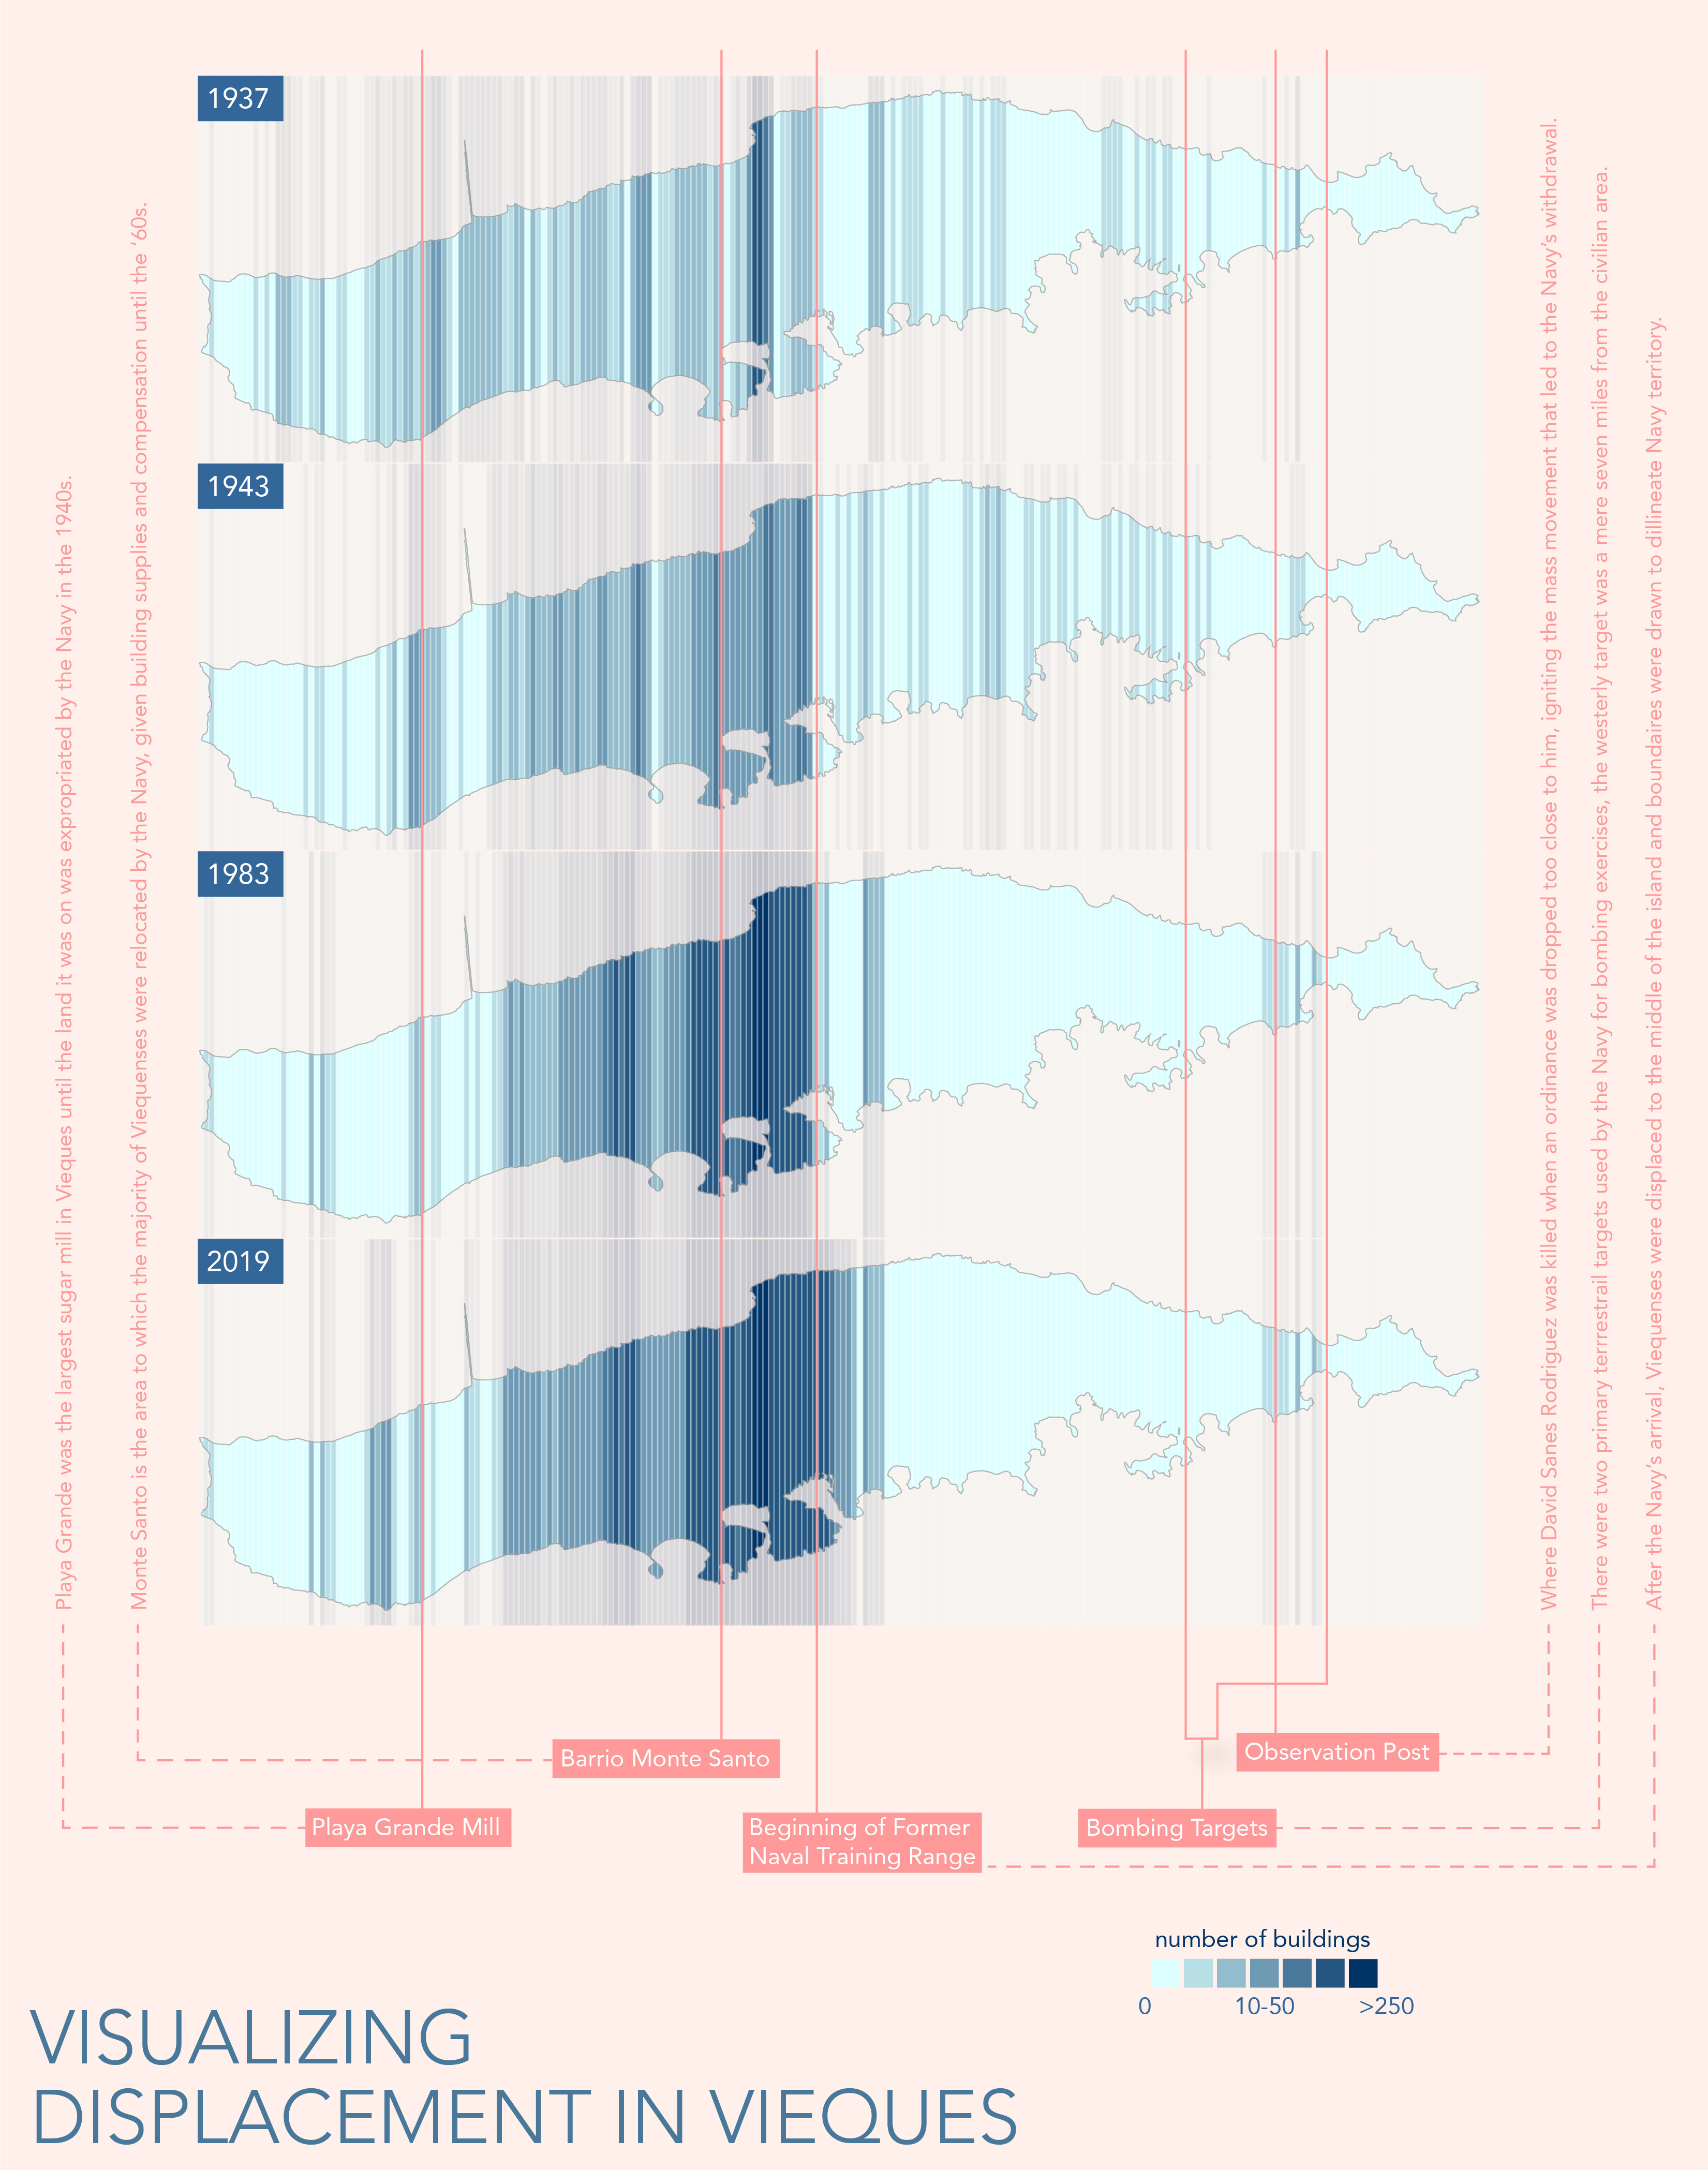 1937
1943
1983
2019
Playa Grande was the largest sugar mill in Vieques until the land it was on was expropriated by the Navy in the 1940s.
Monte Santo is the area to which the majority of Viequenses were relocated by the Navy, given building supplies and compensation until the ‘60s.
Where David Sanes Rodriguez was killed when an ordinance was dropped too close to him, igniting the mass movement that led to the Navy’s withdrawal.
There were two primary terrestrail targets used by the Navy for bombing exercises, the westerly target was a mere seven miles from the civilian area.
After the Navy’s arrival, Viequenses were displaced to the middle of the island and boundaires were drawn to dillineate Navy territory.
Barrio Monte Santo
Observation Post
Playa Grande Mill
Beginning of Former
Naval Training Range
Bombing Targets
number of buildings
0 10-50 >250
VISUALIZING
DISPLACEMENT IN VIEQUES